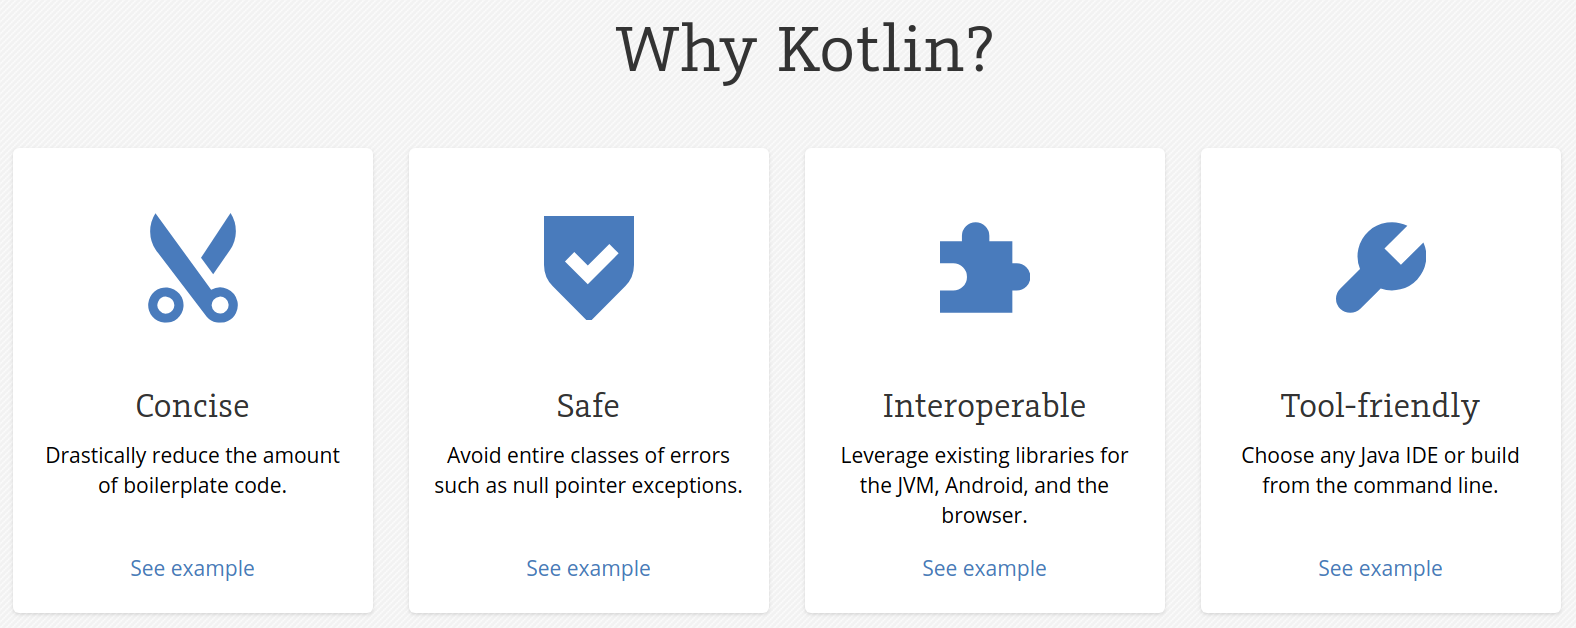 Why Kotlin?
Concise
Drastically reduce the amount
of boilerplate code.
See example
Safe
Avoid entire classes of errors
such as null pointer exceptions.
See example
Interoperable
Leverage existing libraries for
the JVM, Android, and the
browser.
See example
Tool-friendly
Choose any Java IDE or build
from the command line.
See example